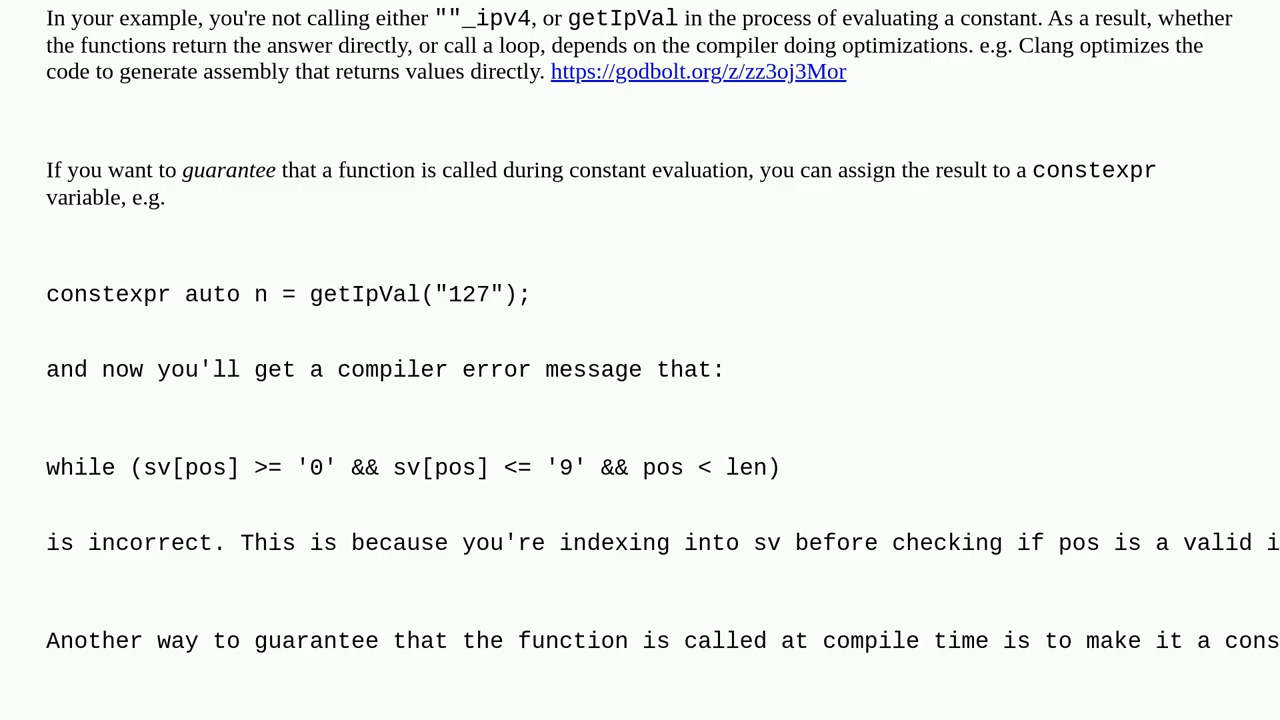 In your example, you're not calling either ""_ipv4, or getIpVal in the process of evaluating a constant. As a result, whether
the functions return the answer directly, or call a loop, depends on the compiler doing optimizations. e.g. Clang optimizes the
code to generate assembly that returns values directly. https://godbolt.org/z/zz3oj3Mor
If you want to guarantee that a function is called during constant evaluation, you can assign the result to a constexpr
variable, e.g.
constexpr auto n = getIpVal("127");
and now you'll get a compiler error message that:
while (sv[pos] >= '0' && sv[pos] <= '9' && pos < len)
is incorrect. This is because you're indexing into sv before checking if pos is a valid i
Another way to guarantee that the function is called at compile time is to make it a cons